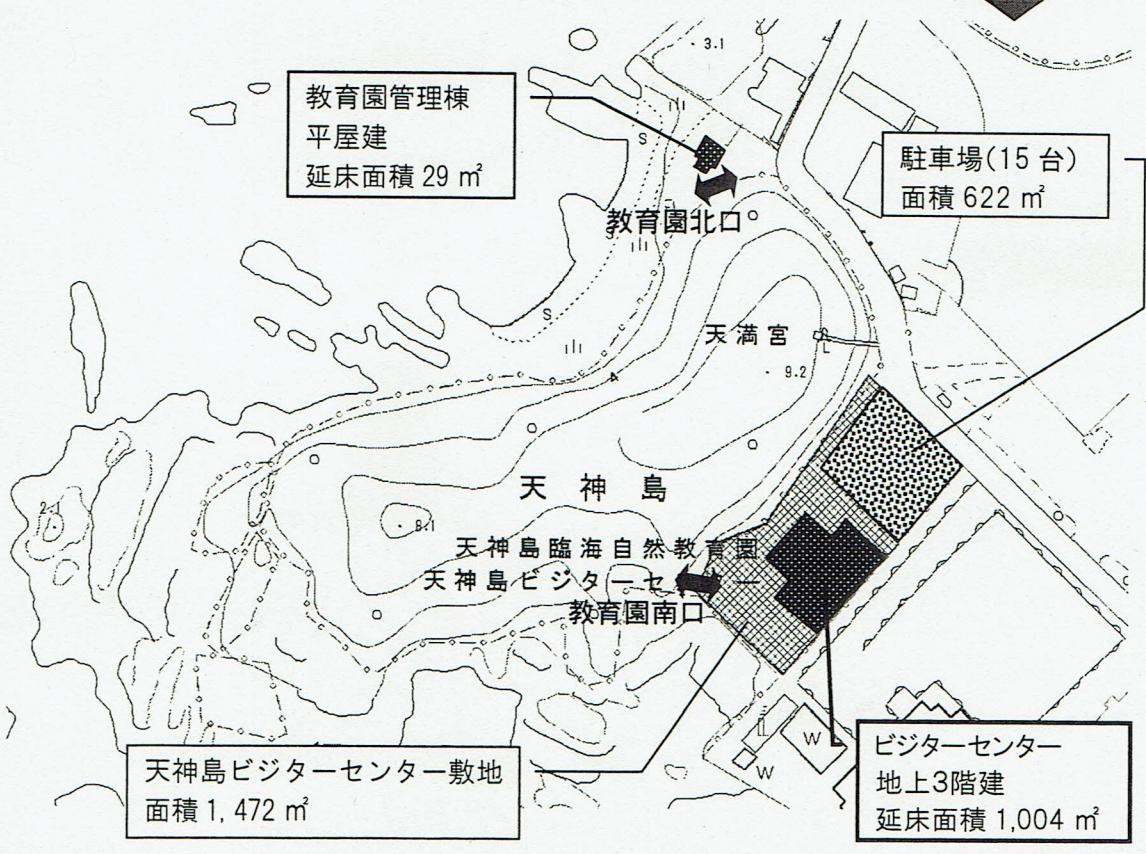 3.1
教育園管理棟
平屋建
延床面積 29 ㎡
駐車場(15 台)
面積 622 ㎡
S
教育園北口
S
S
天満宮
9.2
天 神 島
2.4
8.1
天神島臨海自然教育園
天神島ビジターセ ー
教育園南口
W
W
天神島ビジターセンター敷地
面積 1, 472 ㎡
ビジターセンター
地上3階建
延床面積 1,004 ㎡